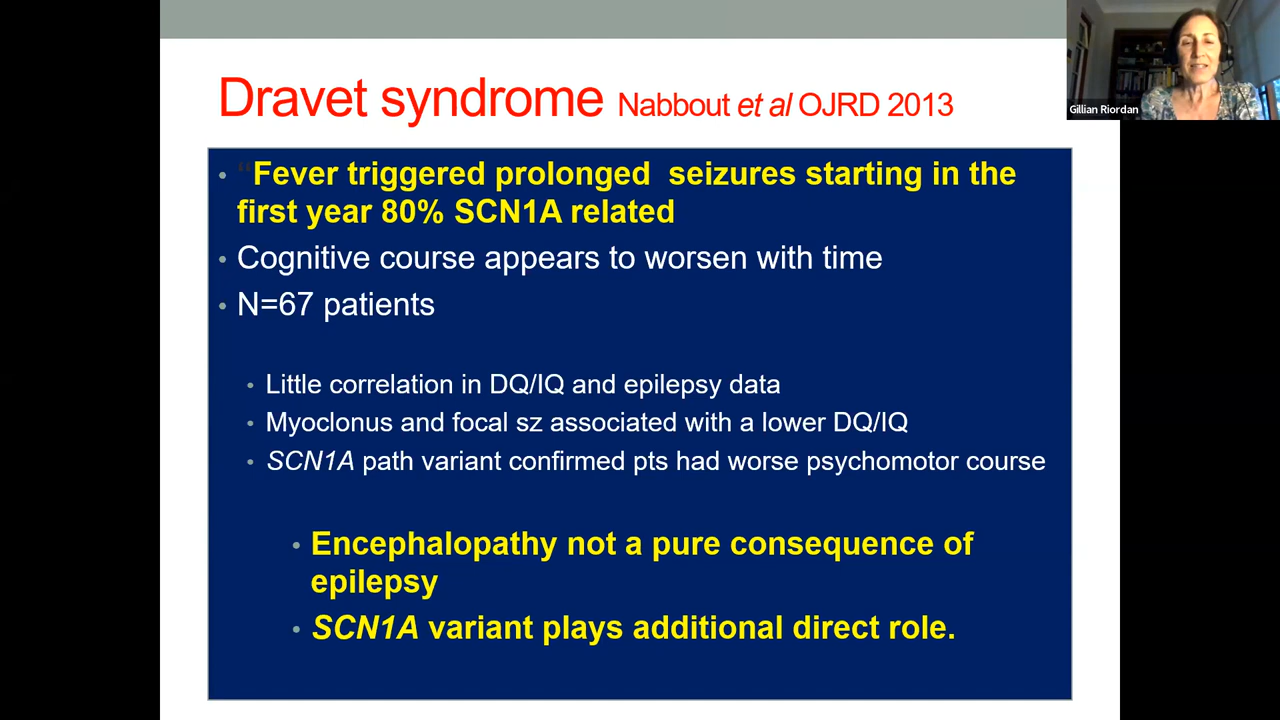 Dravet syndrome Nabbout et al OJRD 2013
Gillian Riordan
• “Fever triggered prolonged seizures starting in the
first year 80% SCN1A related
• Cognitive course appears to worsen with time
• N=67 patients
• Little correlation in DQ/IQ and epilepsy data
• Myoclonus and focal sz associated with a lower DQ/IQ
• SCN1A path variant confirmed pts had worse psychomotor course
• Encephalopathy not a pure consequence of
epilepsy
• SCN1A variant plays additional direct role.